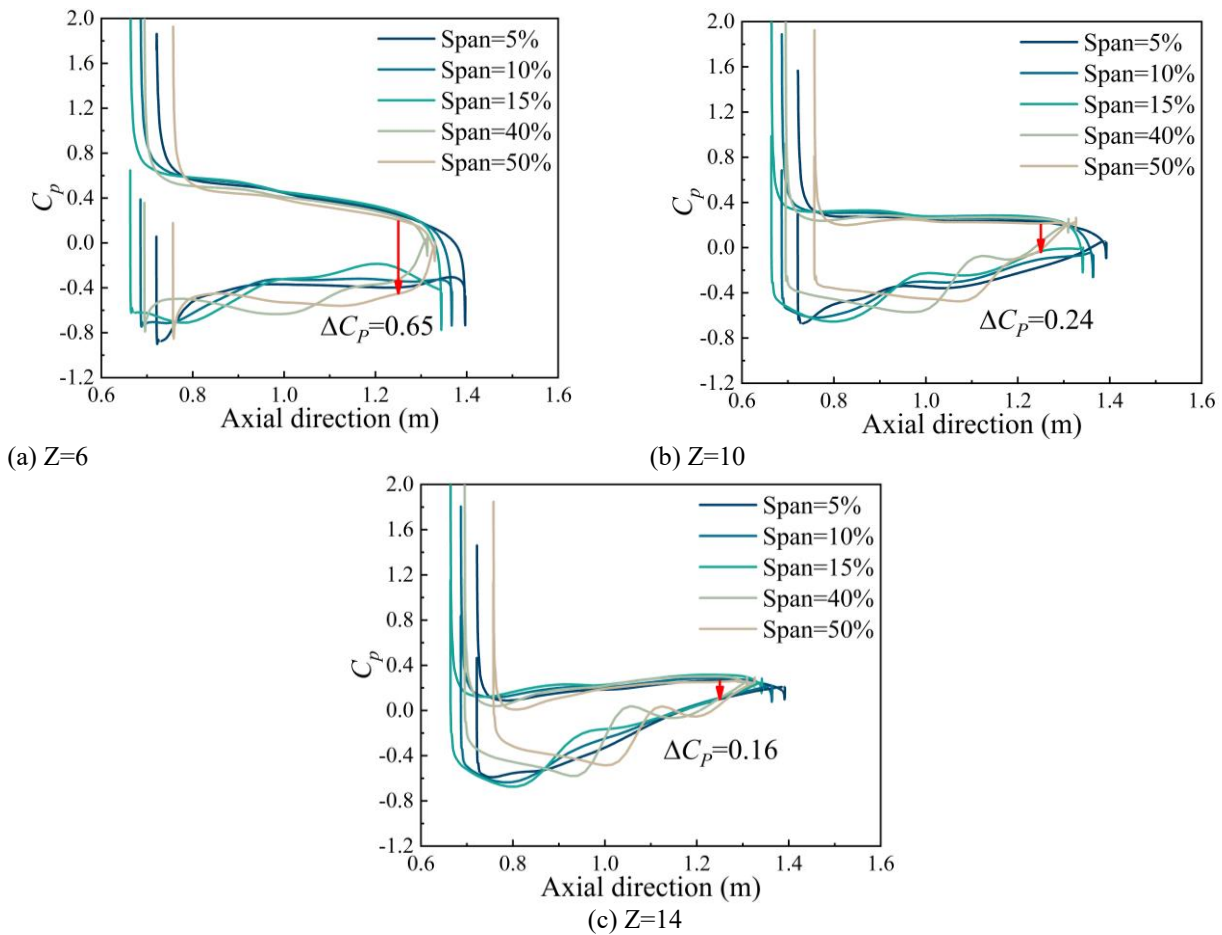 2.0
1.6
1.2
0.8
0.4
0.0
-0.4
-0.8
-1.2
Cp
Span=5%
Span=10%
Span=15%
Span=40%
Span=50%
ΔCP=0.65
0.6 0.8 1.0 1.2 1.4 1.6
Axial direction (m)
(a) Z=6
2.0
1.6
1.2
0.8
0.4
0.0
-0.4
-0.8
-1.2
Cp
Span=5%
Span=10%
Span=15%
Span=40%
Span=50%
ΔCP=0.24
0.6 0.8 1.0 1.2 1.4 1.6
Axial direction (m)
(b) Z=10
2.0
1.6
1.2
0.8
0.4
0.0
-0.4
-0.8
-1.2
Cp
Span=5%
Span=10%
Span=15%
Span=40%
Span=50%
ΔCP=0.16
0.6 0.8 1.0 1.2 1.4 1.6
Axial direction (m)
(c) Z=14